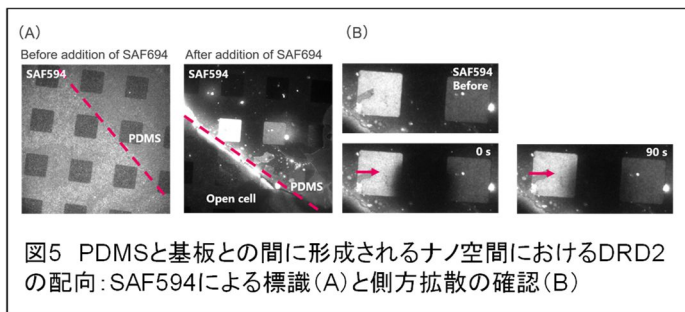 (A)
Before addition of SAF694
After addition of SAF694
SAF594
PDMS
SAF594
PDMS
Open cell
(B)
SAF594
Before
0 s
90 s
図5 PDMSと基板との間に形成されるナノ空間におけるDRD2
の配向：SAF594による標識(A)と側方拡散の確認(B)